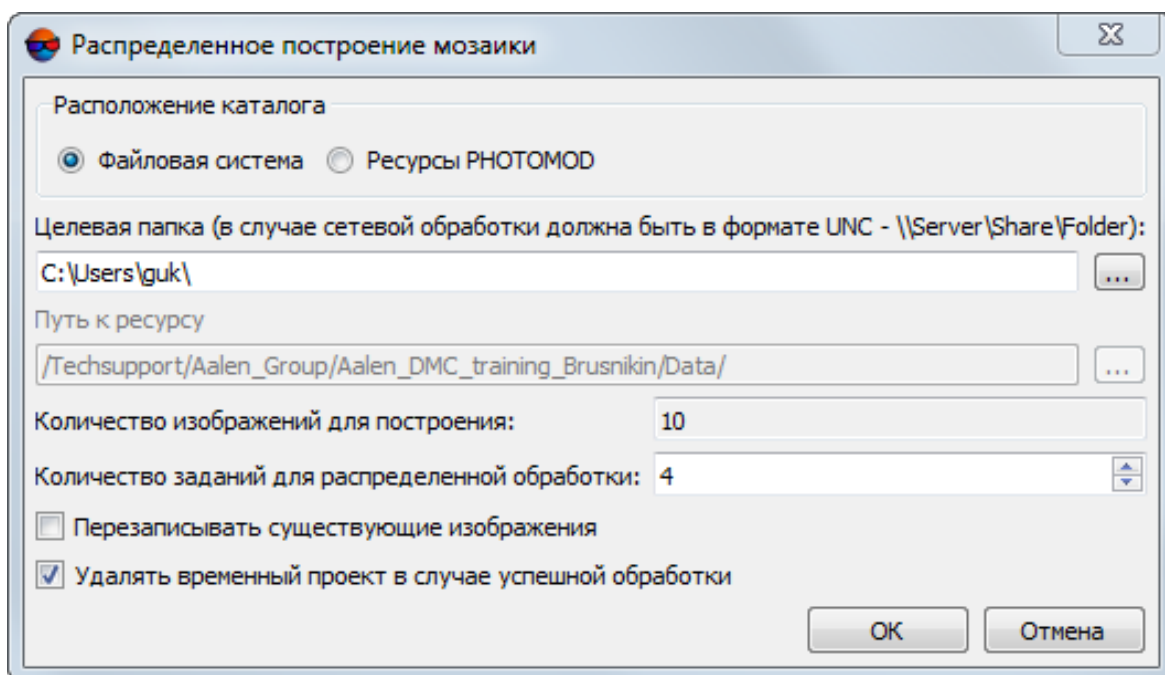 Распределенное построение мозаики
Расположение каталога
Файловая система Ресурсы PHOTOMOD
Целевая папка (в случае сетевой обработки должна быть в формате UNC - \\Server\Share\Folder):
C:\Users\guk\
...
Путь к ресурсу
/Techsupport/Aalen_Group/Aalen_DMC_training_Brusnikin/Data/
...
Количество изображений для построения: 10
Количество заданий для распределенной обработки: 4
Перезаписывать существующие изображения
Удалять временный проект в случае успешной обработки
OK Отмена